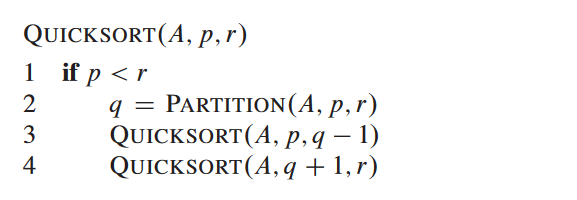 QUICKSORT(A, p, r)
1 if p < r
2 q = PARTITION(A, p, r)
3 QUICKSORT(A, p, q − 1)
4 QUICKSORT(A, q + 1, r)